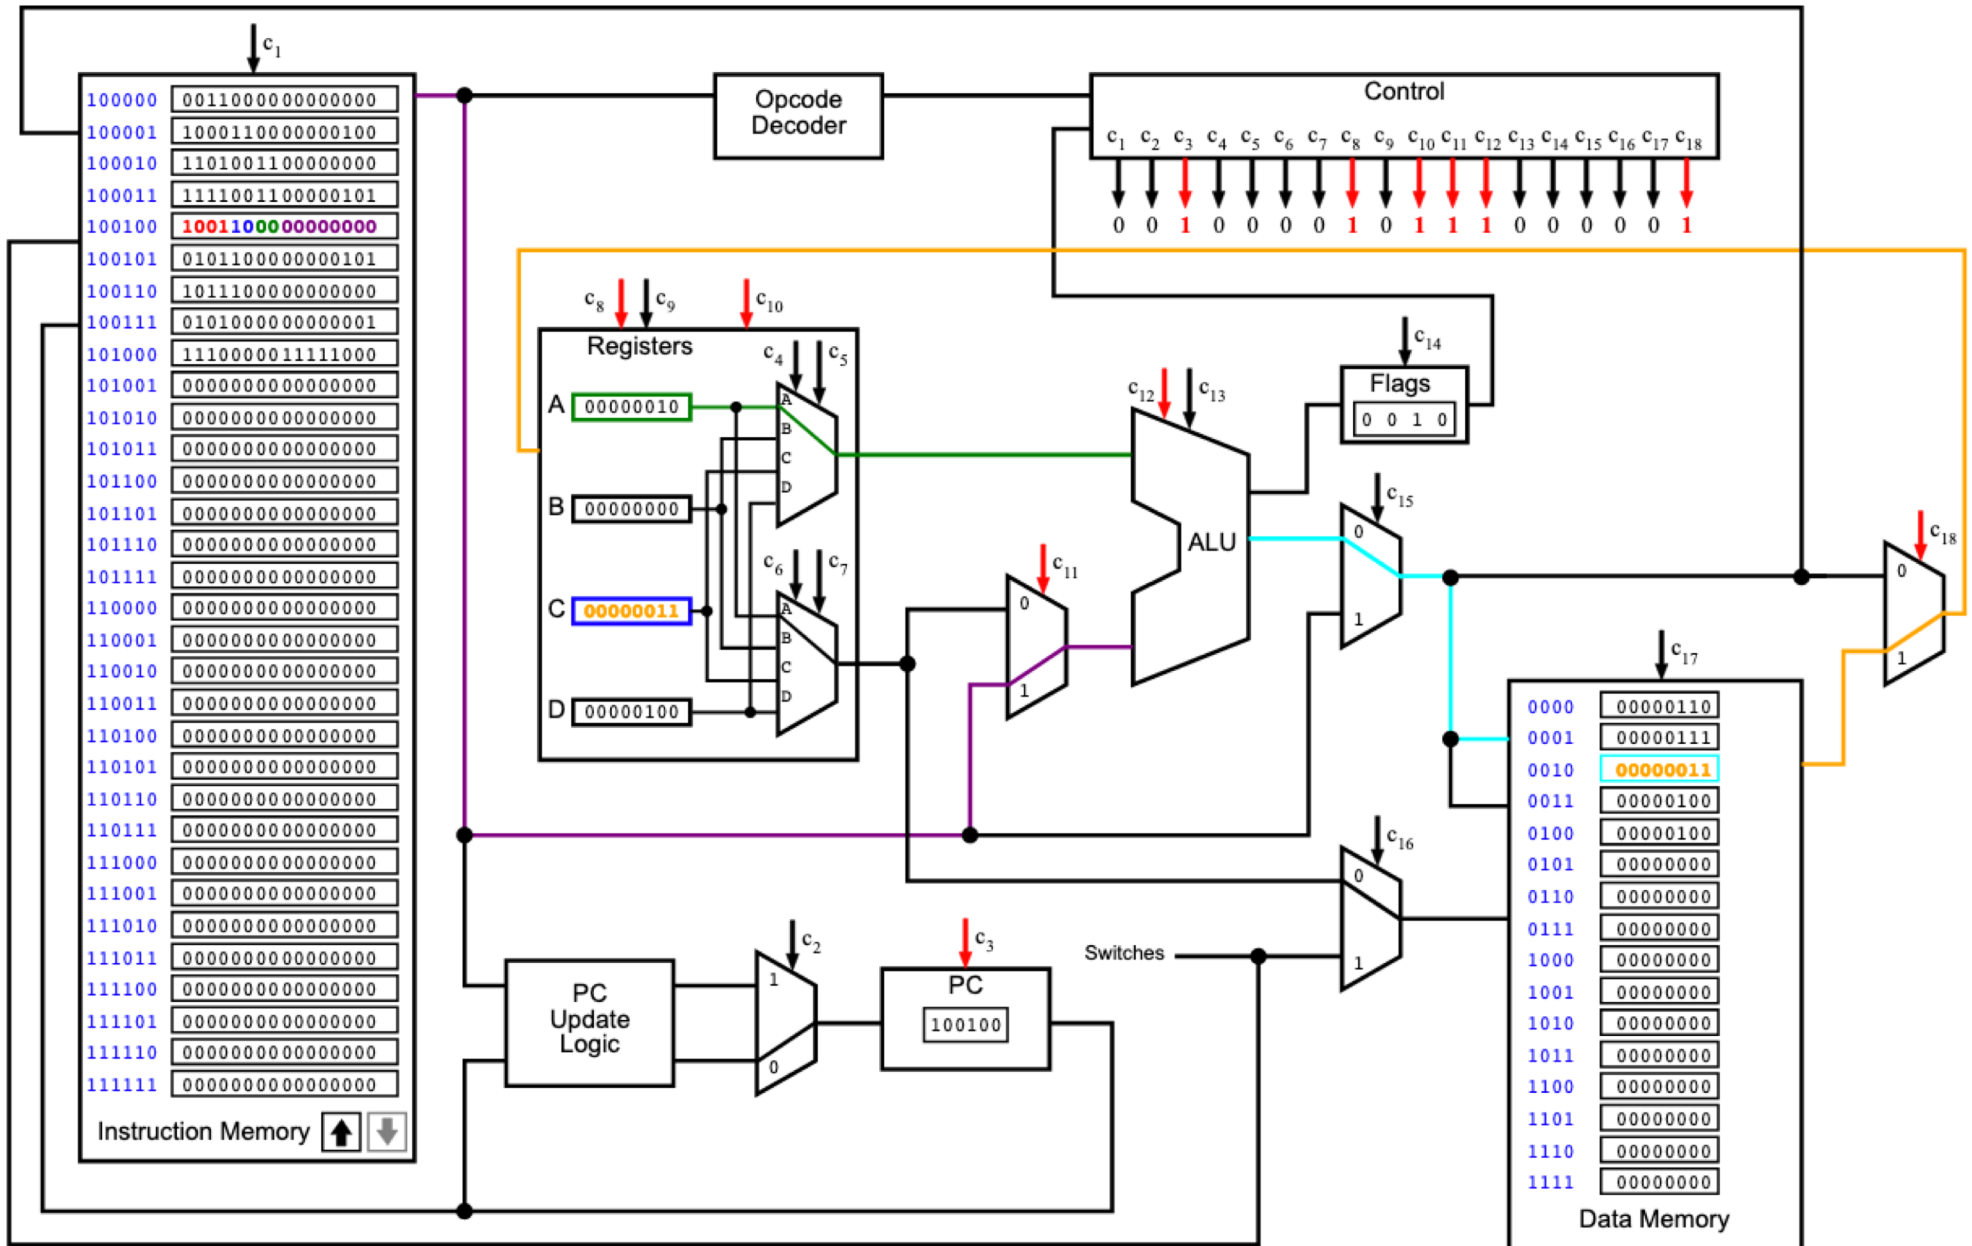 c1
100000 0011000000000000
100001 1000110000000100
100010 1101001100000000
100011 1111001100000101
100100 1001100000000000
100101 0101100000000101
100110 1011100000000000
100111 0101000000000001
101000 1110000011111000
101001 0000000000000000
101010 0000000000000000
101011 0000000000000000
101100 0000000000000000
101101 0000000000000000
101110 0000000000000000
101111 0000000000000000
110000 0000000000000000
110001 0000000000000000
110010 0000000000000000
110011 0000000000000000
110100 0000000000000000
110101 0000000000000000
110110 0000000000000000
110111 0000000000000000
111000 0000000000000000
111001 0000000000000000
111010 0000000000000000
111011 0000000000000000
111100 0000000000000000
111101 0000000000000000
111110 0000000000000000
111111 0000000000000000
Instruction Memory
Opcode
Decoder
Control
c1 c2 c3 c4 c5 c6 c7 c8 c9 c10 c11 c12 c13 c14 c15 c16 c17 c18
0 0 1 0 0 0 0 1 0 1 1 1 0 0 0 0 0 1
c8 c9 c10
Registers
c4 c5
A 00000010
A
B
C
D
B 00000000
c6 c7
C 00000011
A
B
C
D
D 00000100
c11
0
1
c12 c13
ALU
c14
Flags
0 0 1 0
c15
0
1
c18
0
1
c16
0
1
Switches
PC
Update
Logic
c2
1
0
c3
PC
100100
c17
0000 00000110
0001 00000111
0010 00000011
0011 00000100
0100 00000100
0101 00000000
0110 00000000
0111 00000000
1000 00000000
1001 00000000
1010 00000000
1011 00000000
1100 00000000
1101 00000000
1110 00000000
1111 00000000
Data Memory